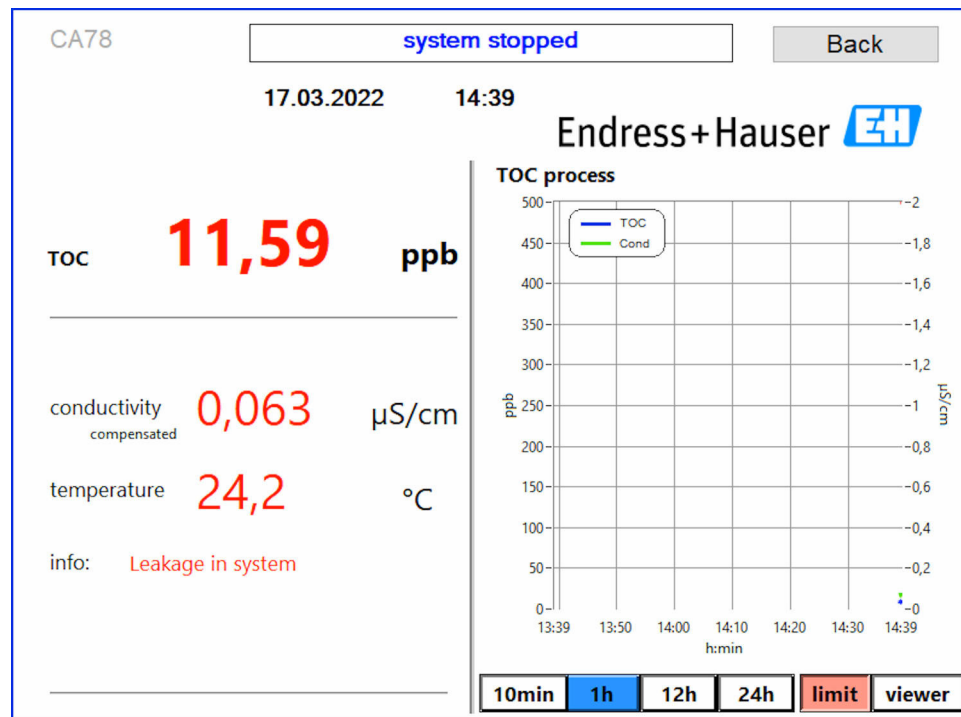 CA78
system stopped
Back
17.03.2022 14:39
Endress+Hauser EH
TOC 11,59 ppb
conductivity 0,063 µS/cm
compensated
temperature 24,2 °C
info: Leakage in system
TOC process
TOC
Cond
500
450
400
350
300
250
200
150
100
50
0
ppb
2
1,8
1,6
1,4
1,2
1
0,8
0,6
0,4
0,2
0
µS/cm
13:39 13:50 14:00 14:10 14:20 14:30 14:39
h:min
10min 1h 12h 24h limit viewer